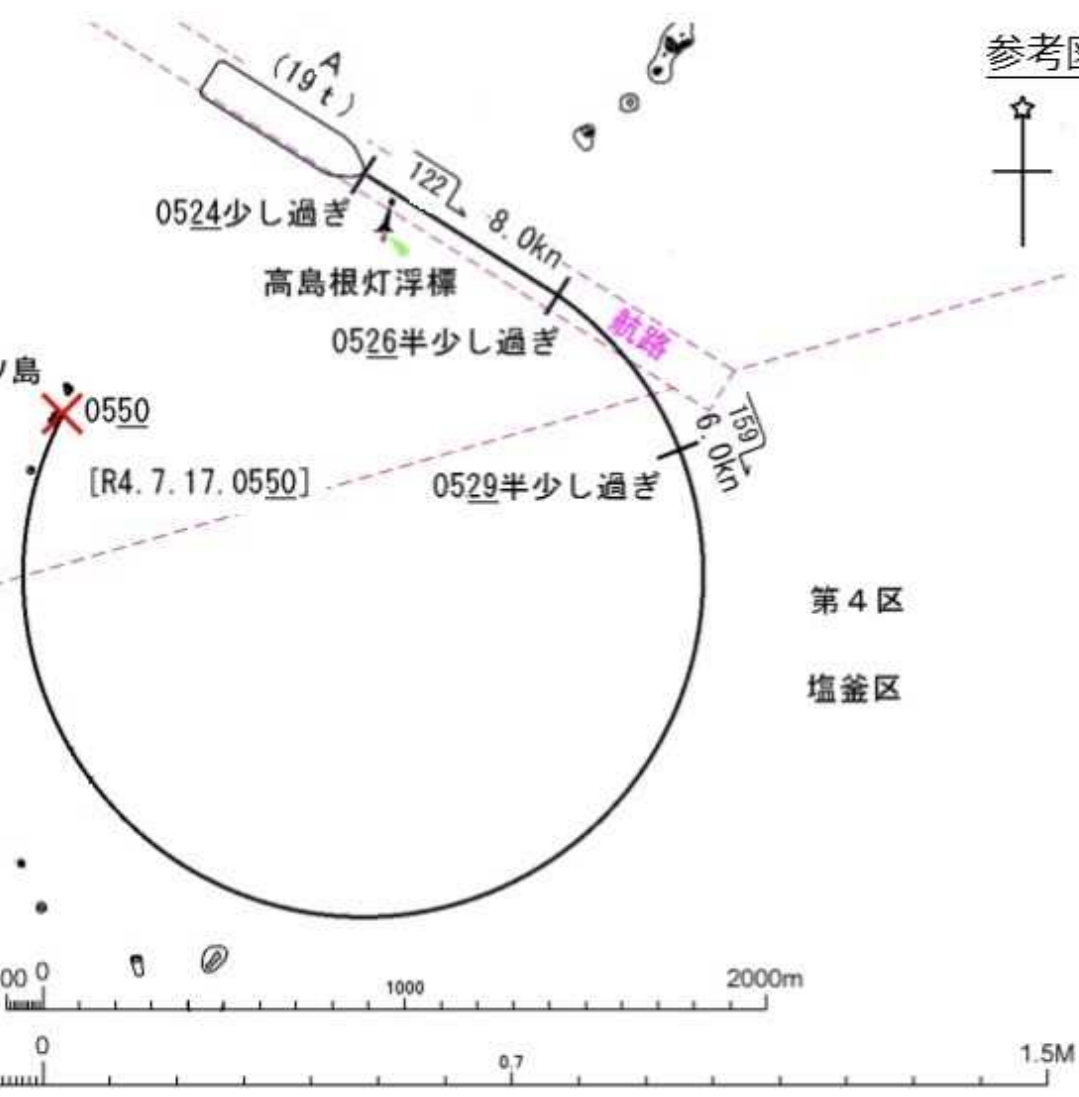 参考図
A
(19t)
122
8.0kn
0524少し過ぎ
高島根灯浮標
0526半少し過ぎ
航路
島
0550
[R4.7.17.0550]
159
6.0kn
0529半少し過ぎ
第4区
塩釜区
00 0
1000
2000m
0
0.7
1.5M